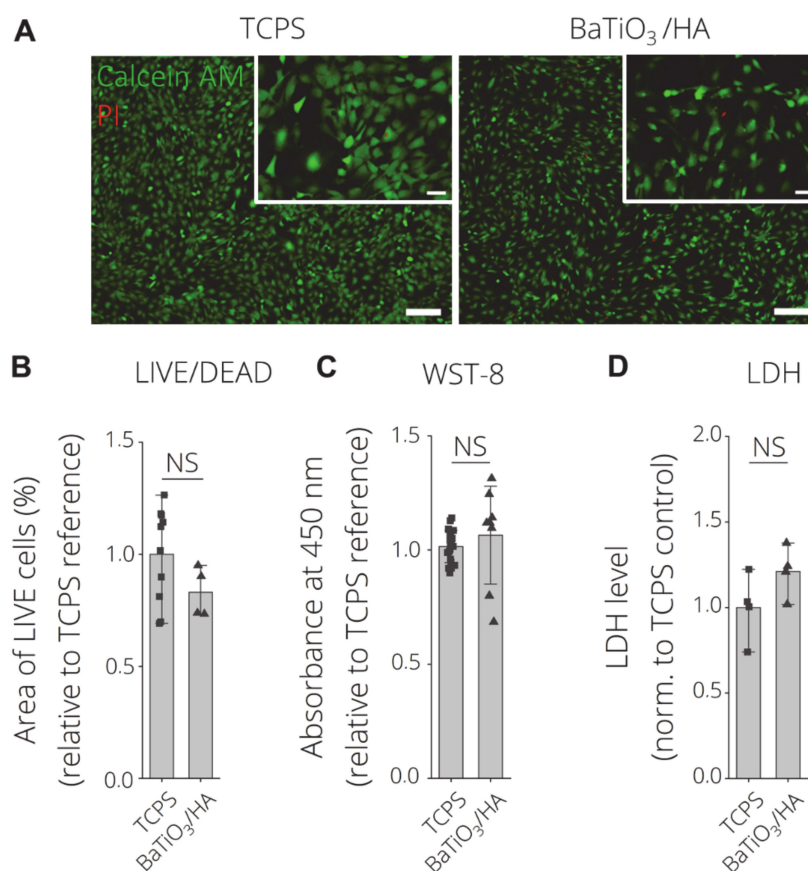 A
TCPS
BaTiO₃/HA
Calcein AM
PI
B
LIVE/DEAD
Area of LIVE cells (%)
(relative to TCPS reference)
1.5
1.0
0.5
0.0
NS
TCPS
BaTiO₃/HA
C
WST-8
Absorbance at 450 nm
(relative to TCPS reference)
1.5
1.0
0.5
0.0
NS
TCPS
BaTiO₃/HA
D
LDH
LDH level
(norm. to TCPS control)
2.0
1.5
1.0
0.5
0.0
NS
TCPS
BaTiO₃/HA